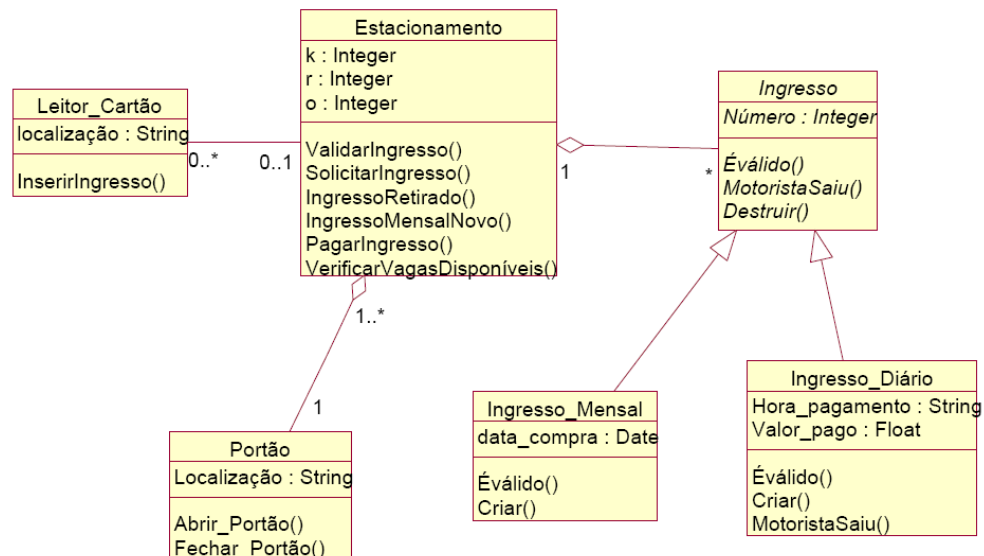 Estacionamento
k : Integer
r : Integer
o : Integer
ValidarIngresso()
SolicitarIngresso()
IngressoRetirado()
IngressoMensalNovo()
PagarIngresso()
VerificarVagasDisponíveis()
Leitor_Cartão
localização : String
InserirIngresso()
0..*
0..1
1
*
Ingresso
Número : Integer
Éválido()
MotoristaSaiu()
Destruir()
1..*
1
Portão
Localização : String
Abrir_Portão()
Fechar_Portão()
Ingresso_Mensal
data_compra : Date
Éválido()
Criar()
Ingresso_Diário
Hora_pagamento : String
Valor_pago : Float
Éválido()
Criar()
MotoristaSaiu()